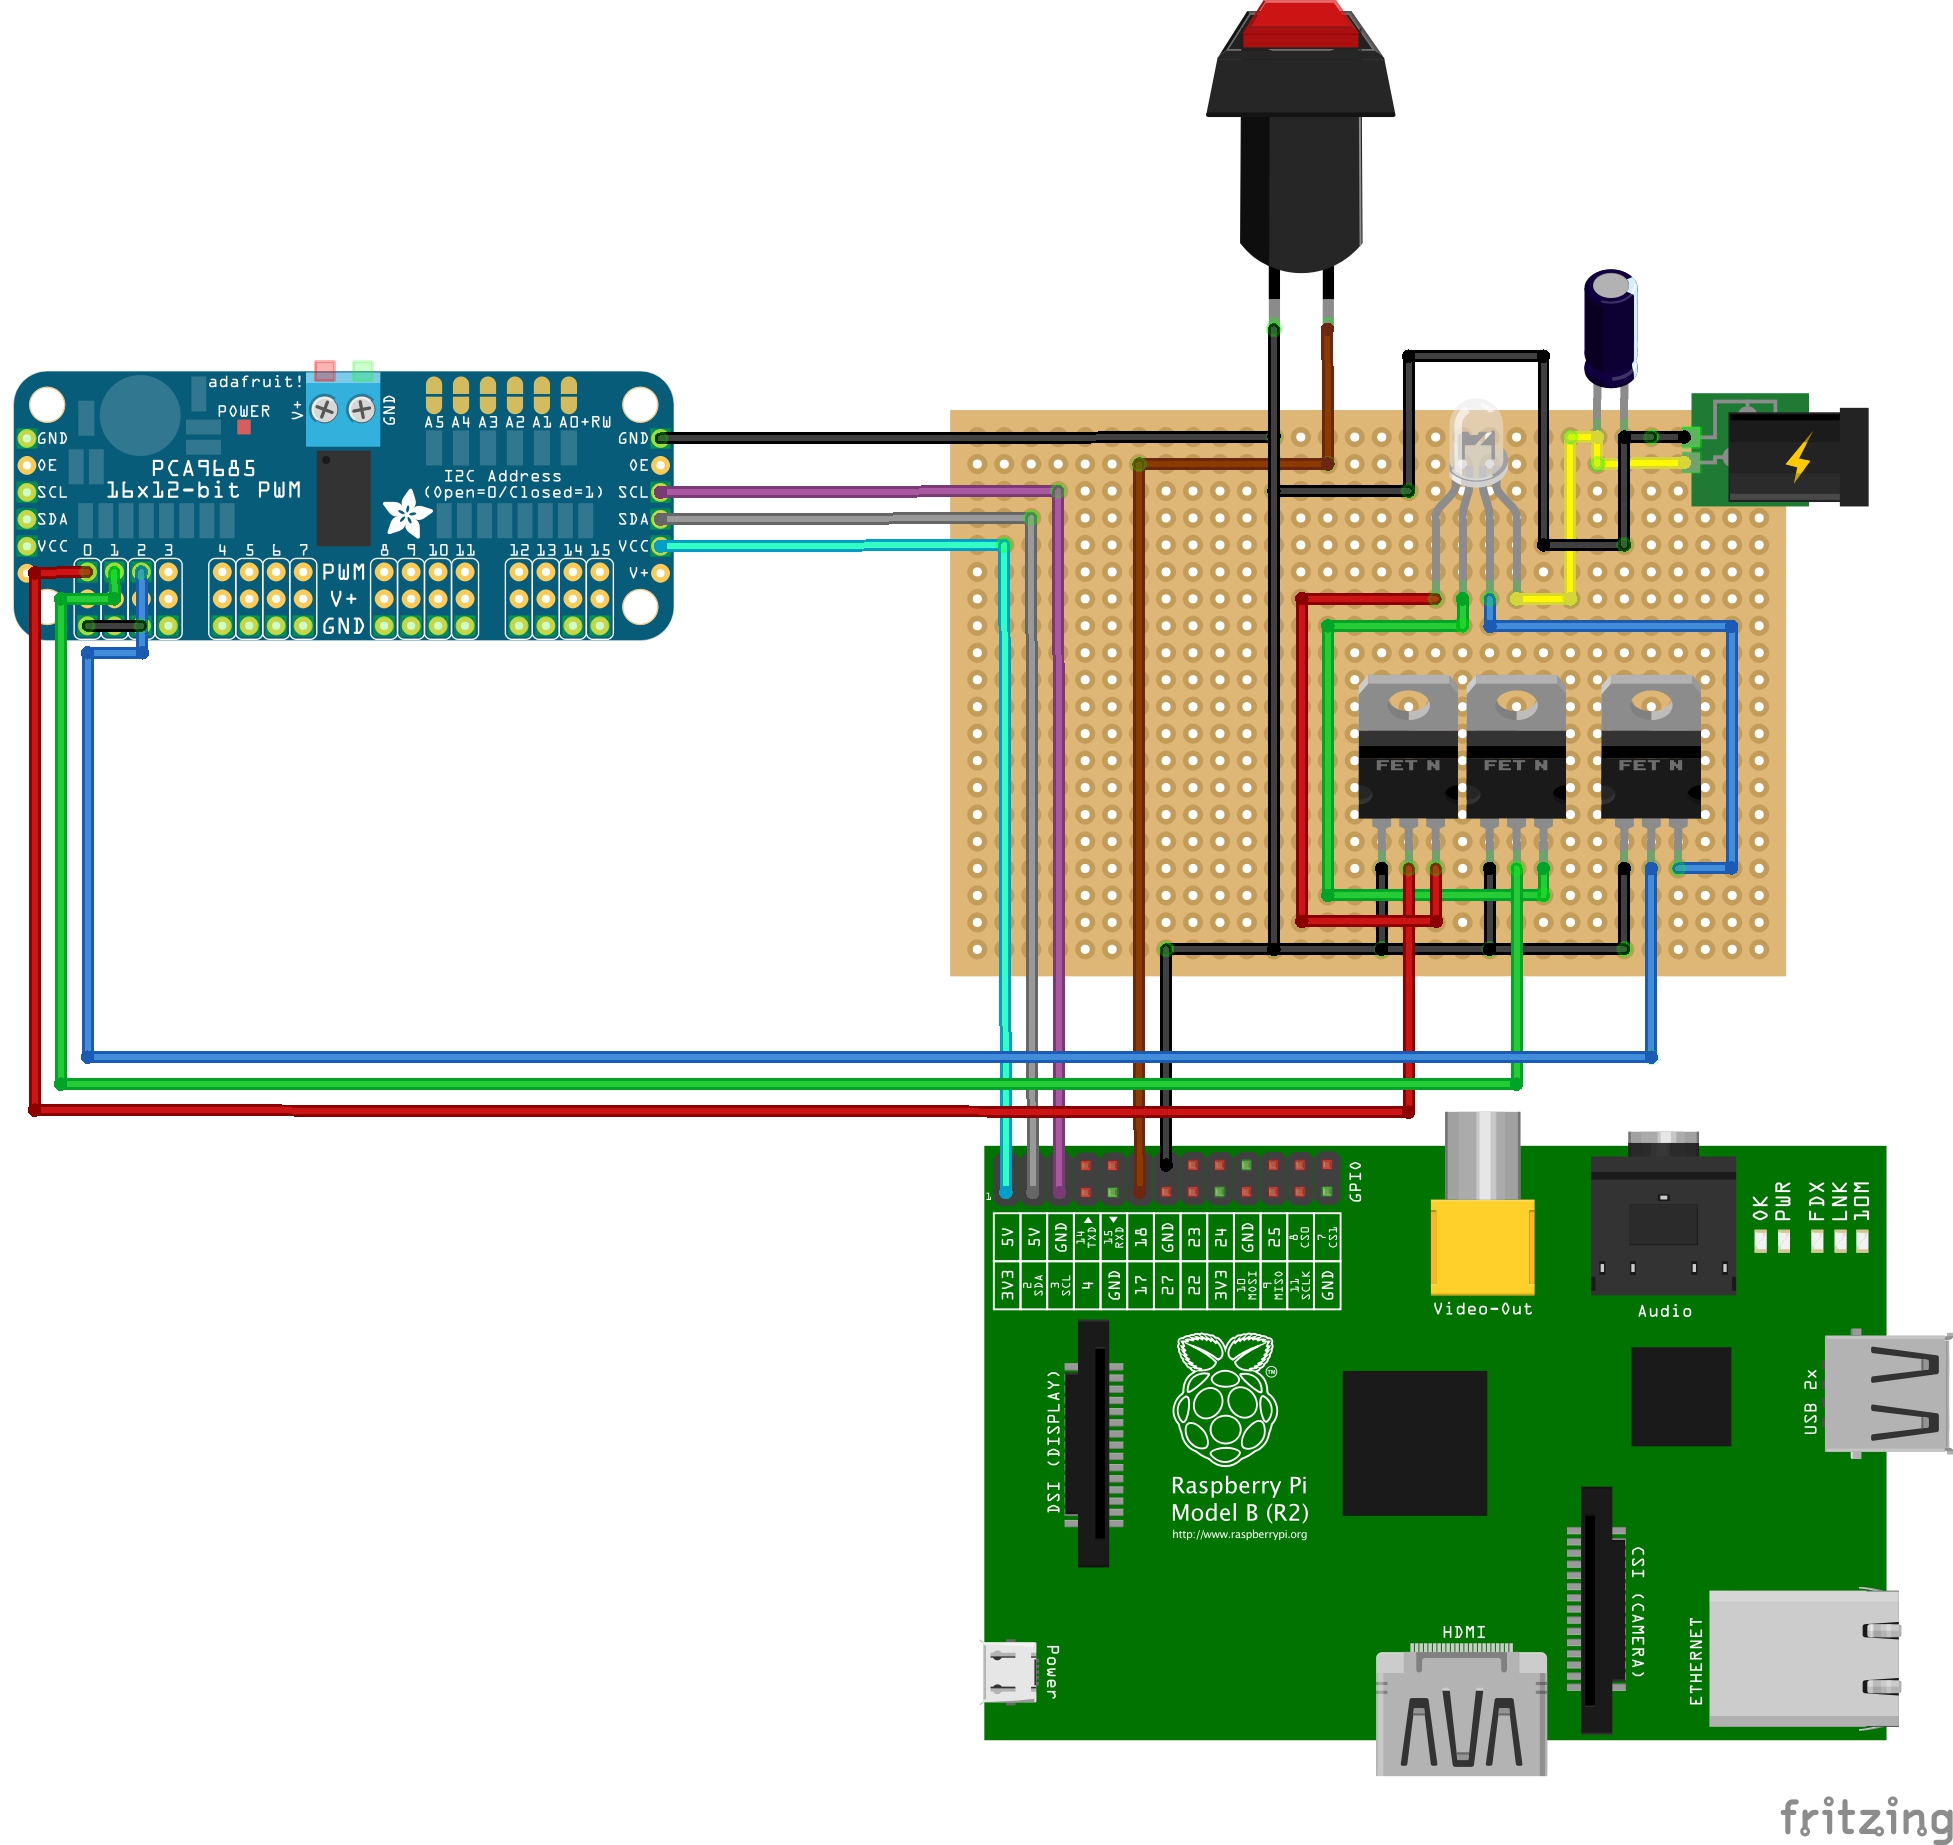 adafruit!
POWER
V+
GND
A5 A4 A3 A2 A1 A0+RW
GND
OE
SCL
SDA
VCC
PCA9685
16x12-bit PWM
I2C Address
(Open=0/Closed=1)
GND
OE
SCL
SDA
VCC
V+
0 1 2 3 4 5 6 7 8 9 10 11 12 13 14 15
PWM
V+
GND
FET N
FET N
FET N
1
GPIO
5V 5V GND 14 TXD 15 RXD 18 GND 23 24 GND 25 8 CS0 7 CS1
3V3 2 SDA 3 SCL 4 GND 17 27 22 3V3 10 MOSI 9 MISO 11 SCLK GND
Video-Out
Audio
OK
PWR
FDX
LNK
10M
USB 2x
DSI (DISPLAY)
TM
Raspberry Pi
Model B (R2)
http://www.raspberrypi.org
CSI (CAMERA)
HDMI
ETHERNET
Power
fritzing